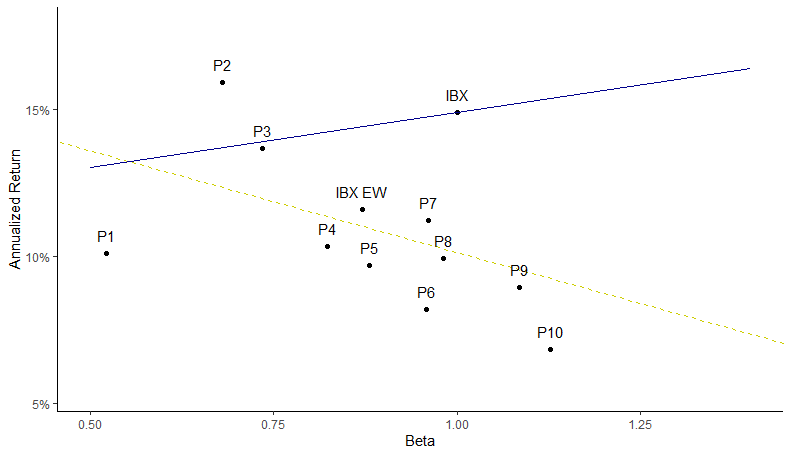 P2
IBX
15%
P3
IBX EW
P7
P1
P4
P8
P5
10%
P9
P6
P10
5%
0.50
0.75
1.00
1.25
Beta
Annualized Return